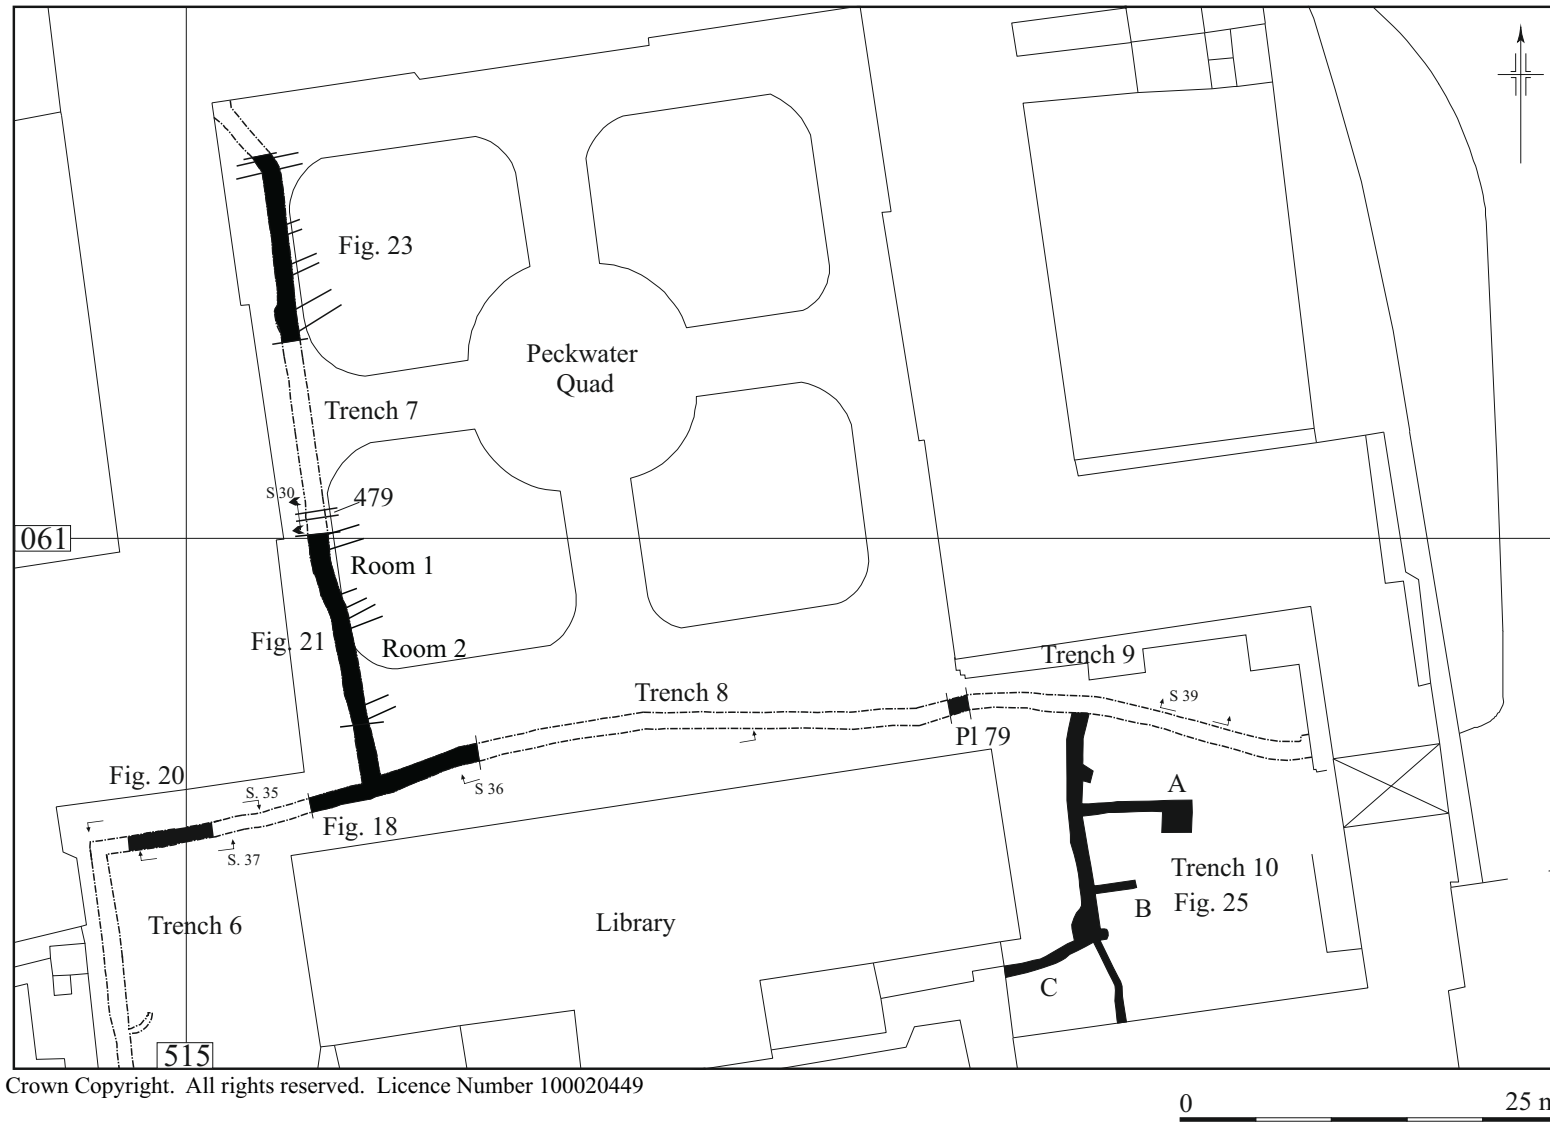 Fig. 23
Peckwater
Quad
Trench 7
S 30
479
061
Room 1
Fig. 21
Room 2
Trench 9
Trench 8
S 39
Pl 79
Fig. 20
S. 35
S 36
A
Fig. 18
S. 37
Trench 10
Fig. 25
B
Trench 6
Library
C
515
Crown Copyright. All rights reserved. Licence Number 100020449
0
25 m